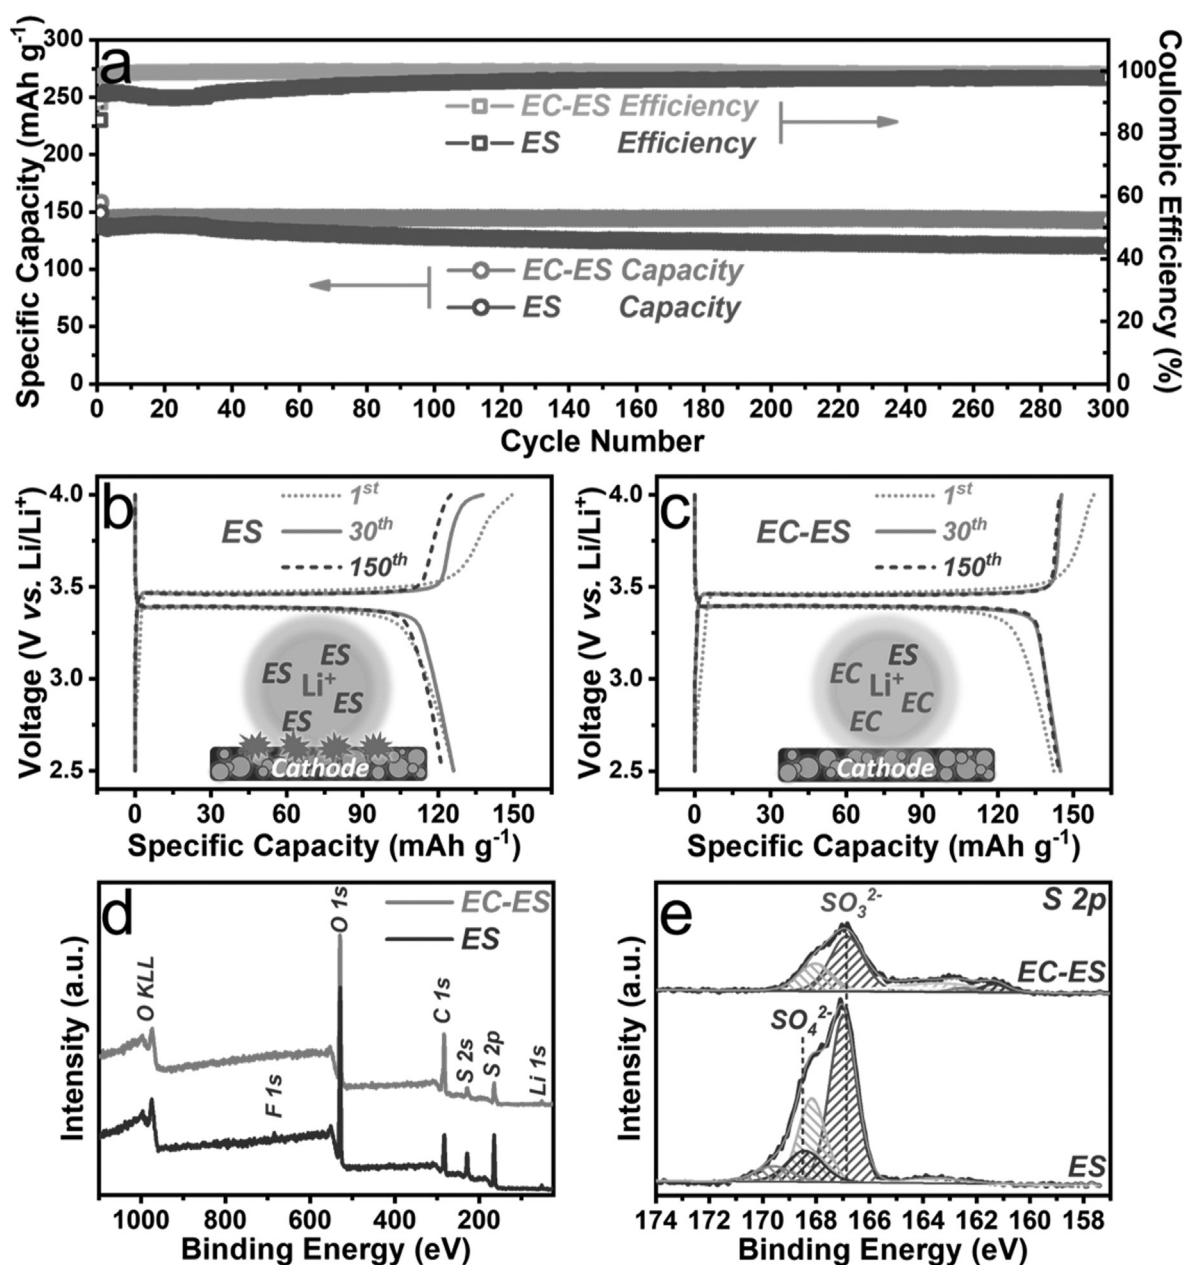 a
Specific Capacity (mAh g⁻¹)
300
250
200
150
100
50
0
EC-ES Efficiency
ES Efficiency
EC-ES Capacity
ES Capacity
100
80
60
40
20
0
Coulombic Efficiency (%)
0 20 40 60 80 100 120 140 160 180 200 220 240 260 280 300
Cycle Number
b
Voltage (V vs. Li/Li⁺)
4.0
3.5
3.0
2.5
ES
1st
30th
150th
ES
ES
Li⁺
ES
ES
Cathode
0 30 60 90 120 150
Specific Capacity (mAh g⁻¹)
c
Voltage (V vs. Li/Li⁺)
4.0
3.5
3.0
2.5
EC-ES
1st
30th
150th
ES
EC
Li⁺
EC
EC
Cathode
0 30 60 90 120 150
Specific Capacity (mAh g⁻¹)
d
Intensity (a.u.)
EC-ES
ES
O KLL
F 1s
O 1s
C 1s
S 2s
S 2p
Li 1s
1000 800 600 400 200 0
Binding Energy (eV)
e
Intensity (a.u.)
SO₃²⁻
S 2p
EC-ES
SO₄²⁻
ES
174 172 170 168 166 164 162 160 158
Binding Energy (eV)